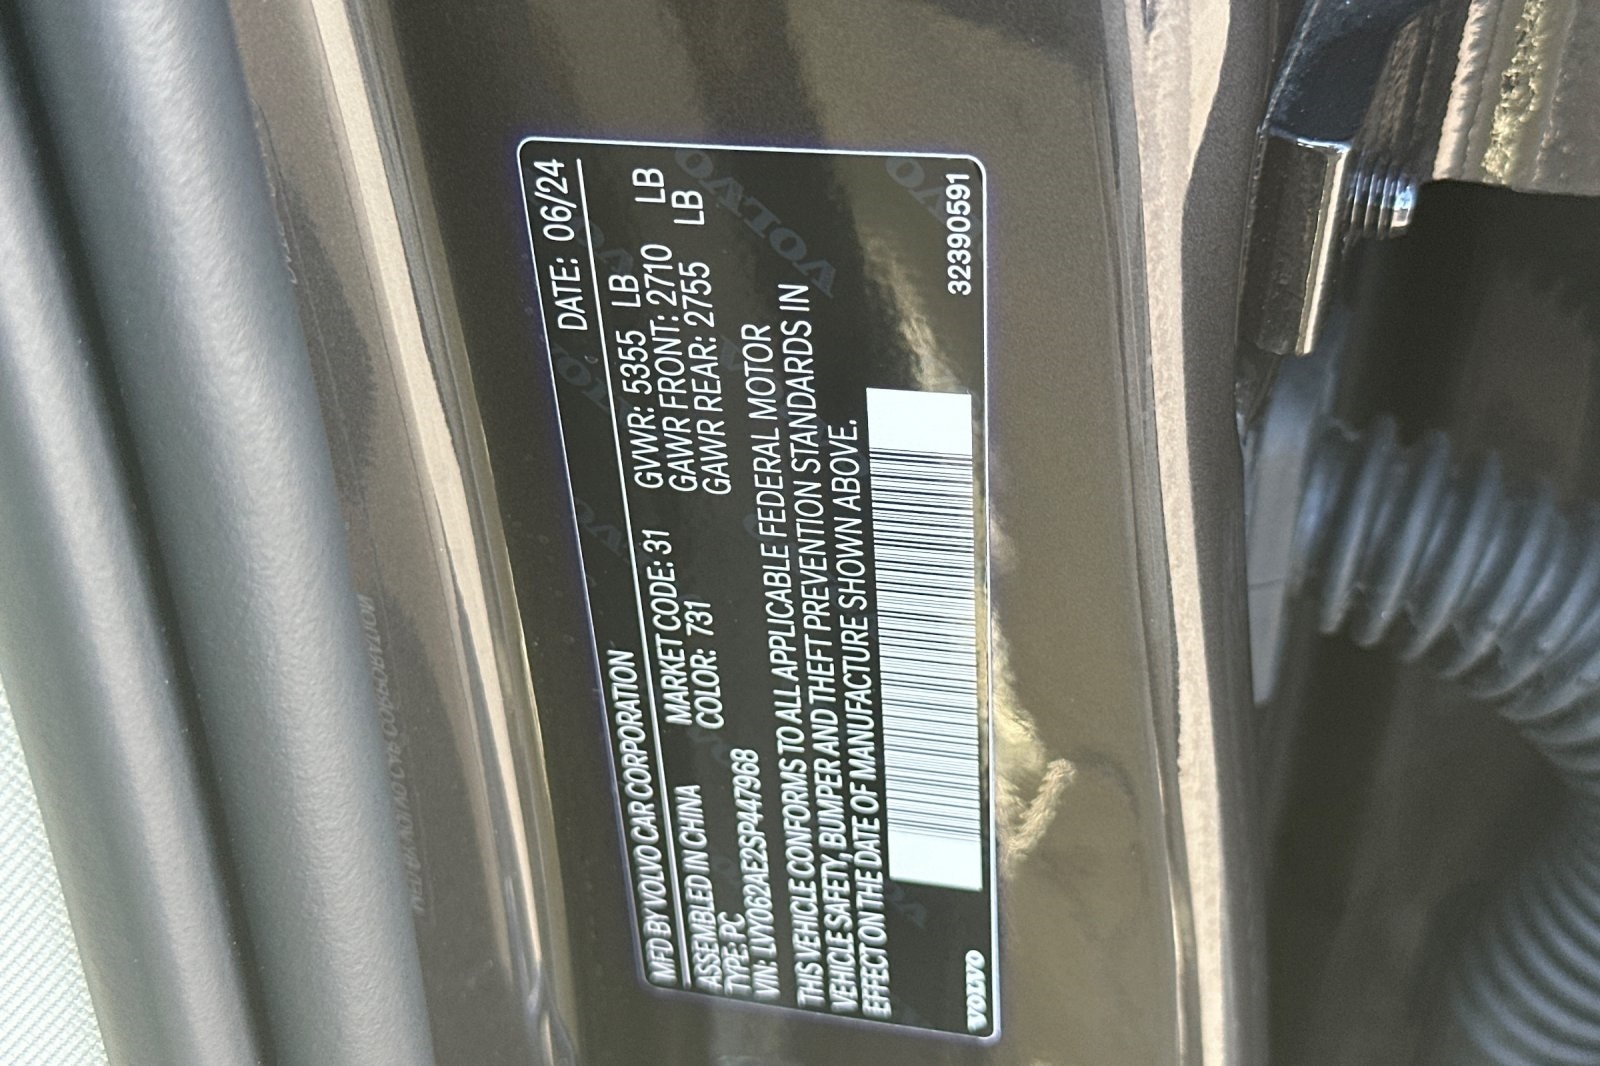 MFD BY VOLVO CAR CORPORATION DATE: 06/24
ASSEMBLED IN CHINA MARKET CODE: 31 GVWR: 5355 LB
TYPE: PC COLOR: 731 GAWR FRONT: 2710 LB
GAWR REAR: 2755 LB
VIN: LVY062AE2SP447968
THIS VEHICLE CONFORMS TO ALL APPLICABLE FEDERAL MOTOR
VEHICLE SAFETY, BUMPER AND THEFT PREVENTION STANDARDS IN
EFFECT ON THE DATE OF MANUFACTURE SHOWN ABOVE.
VOLVO 32390591